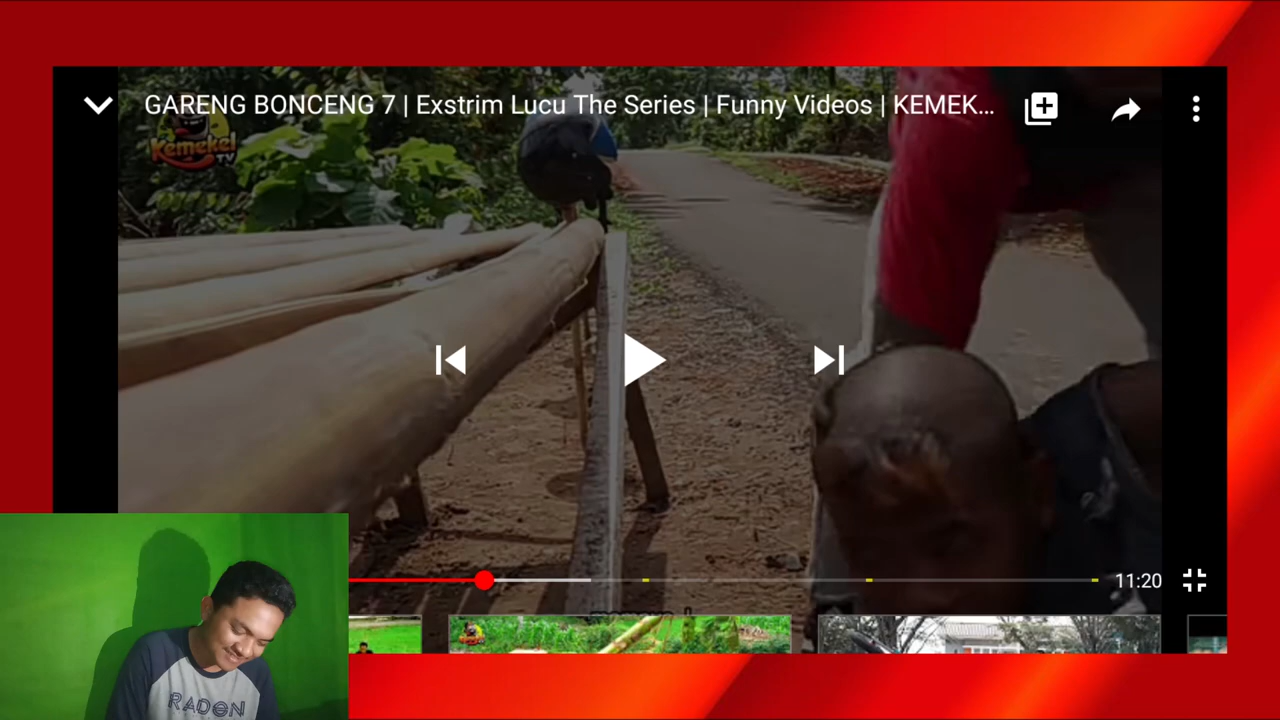 GARENG BONCENG 7 | Exstrim Lucu The Series | Funny Videos | KEMEK...
Kemekel
TV
11:20
RADON